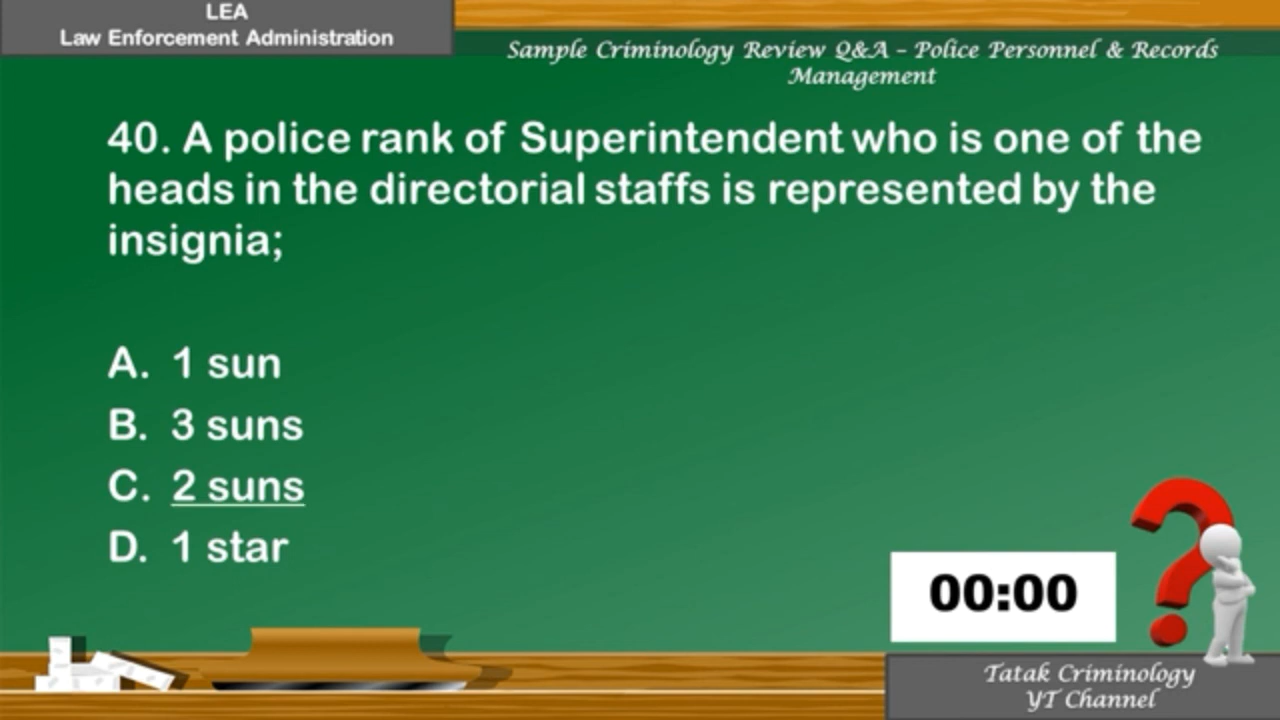 LEA
Law Enforcement Administration
Sample Criminology Review Q&A – Police Personnel & Records
Management
40. A police rank of Superintendent who is one of the
heads in the directorial staffs is represented by the
insignia;
A. 1 sun
B. 3 suns
C. 2 suns
D. 1 star
00:00
Tatak Criminology
YT Channel